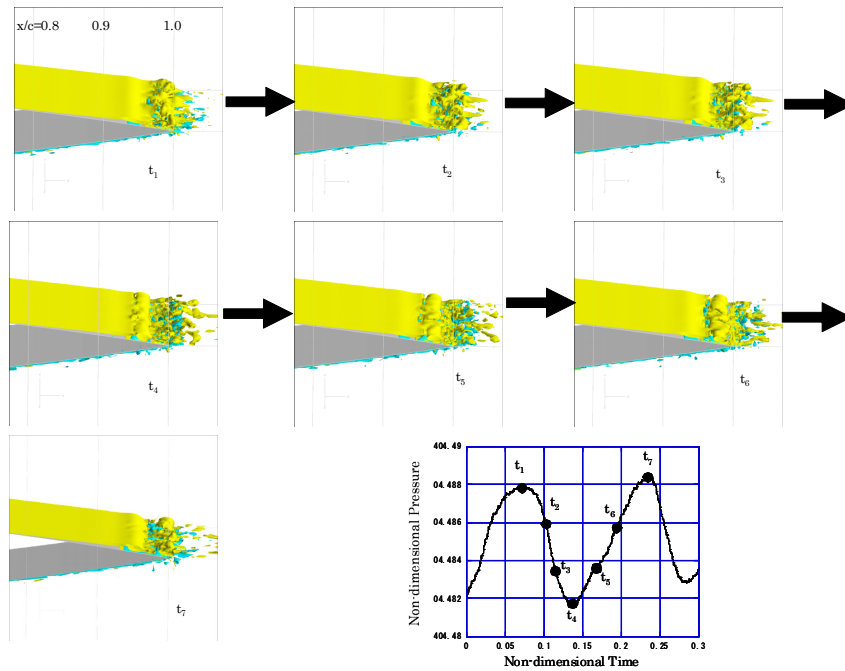 x/c=0.8 0.9 1.0
t1
t2
t3
t4
t5
t6
t7
Non-dimensional Pressure
404.49
04.488
04.486
04.484
04.482
404.48
t1
t2
t3
t4
t5
t6
t7
0 0.05 0.1 0.15 0.2 0.25 0.3
Non-dimensional Time